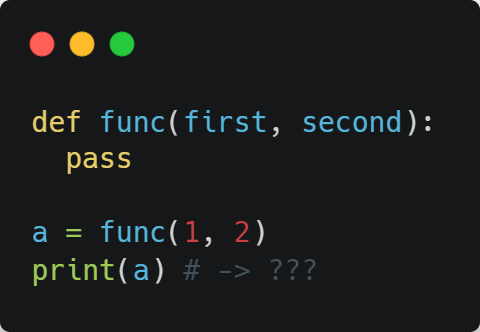 def func(first, second):
  pass

a = func(1, 2)
print(a) # -> ???